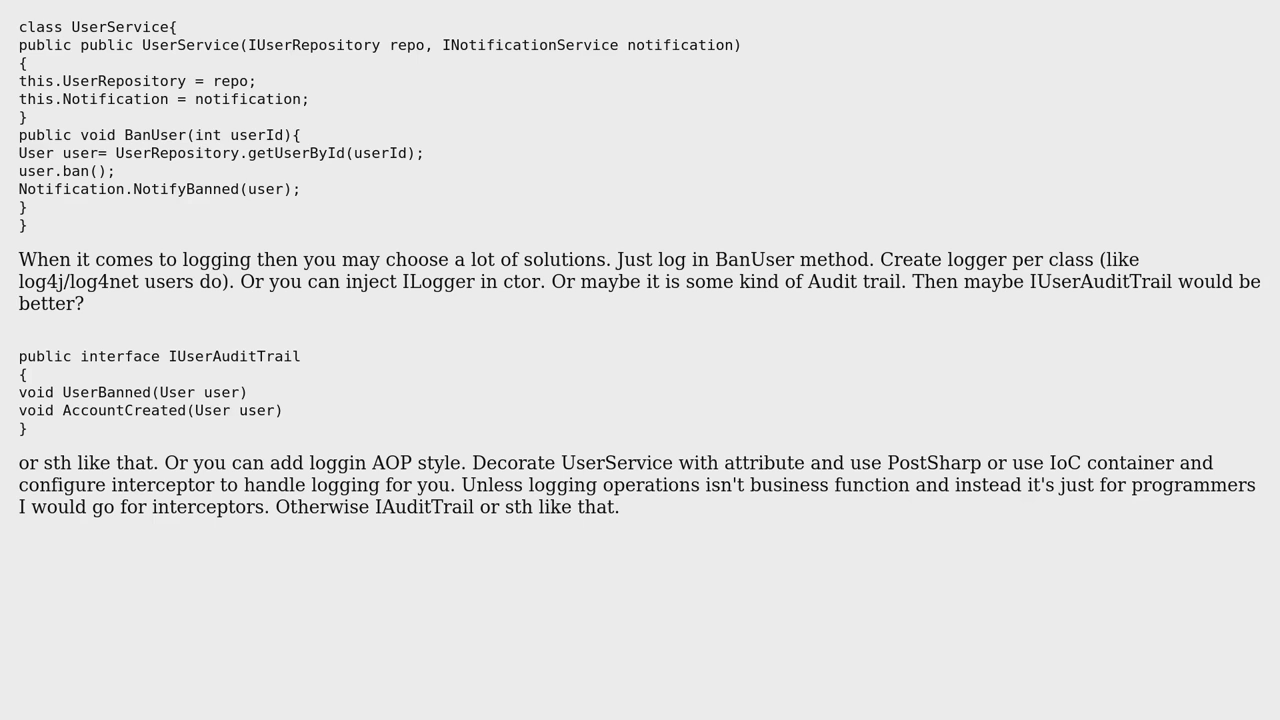 class UserService{
public public UserService(IUserRepository repo, INotificationService notification)
{
this.UserRepository = repo;
this.Notification = notification;
}
public void BanUser(int userId){
User user= UserRepository.getUserById(userId);
user.ban();
Notification.NotifyBanned(user);
}
}
When it comes to logging then you may choose a lot of solutions. Just log in BanUser method. Create logger per class (like
log4j/log4net users do). Or you can inject ILogger in ctor. Or maybe it is some kind of Audit trail. Then maybe IUserAuditTrail would be
better?
public interface IUserAuditTrail
{
void UserBanned(User user)
void AccountCreated(User user)
}
or sth like that. Or you can add loggin AOP style. Decorate UserService with attribute and use PostSharp or use IoC container and
configure interceptor to handle logging for you. Unless logging operations isn't business function and instead it's just for programmers
I would go for interceptors. Otherwise IAuditTrail or sth like that.